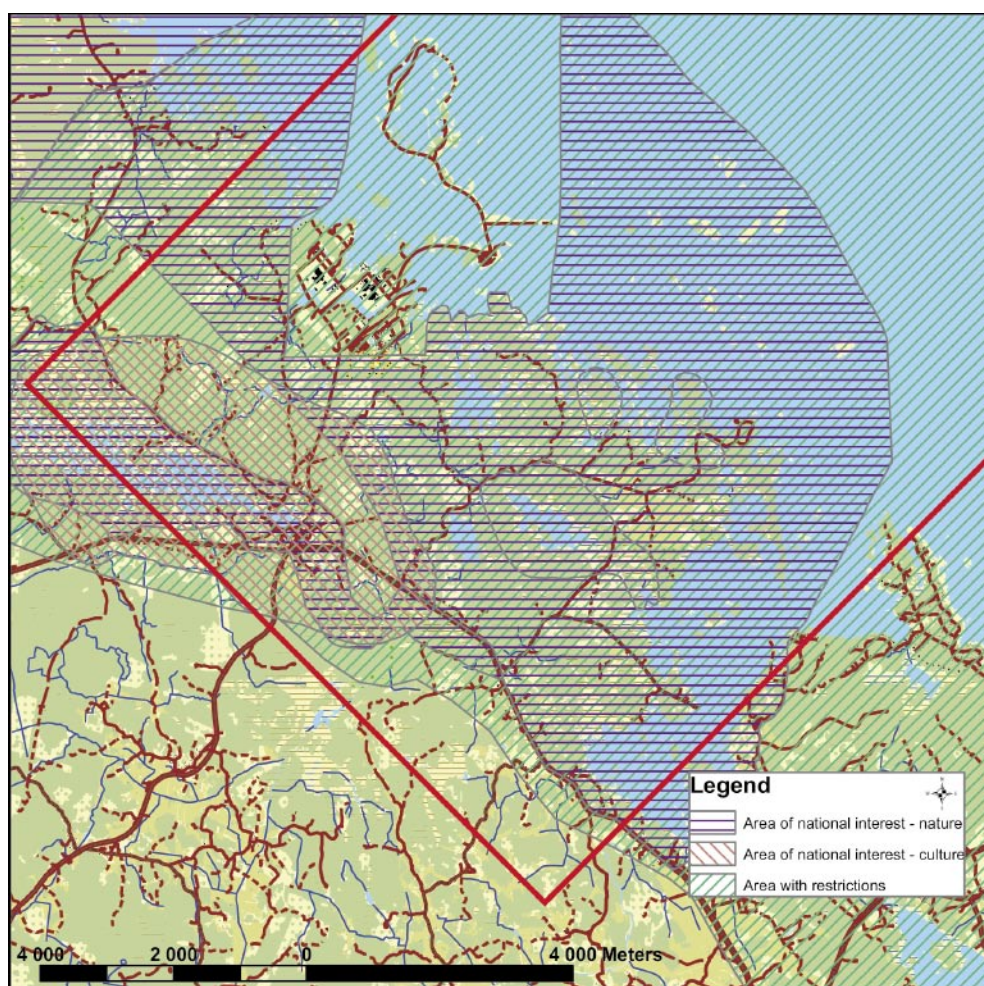 Legend
Area of national interest - nature
Area of national interest - culture
Area with restrictions
4 000 2 000 0 4 000 Meters